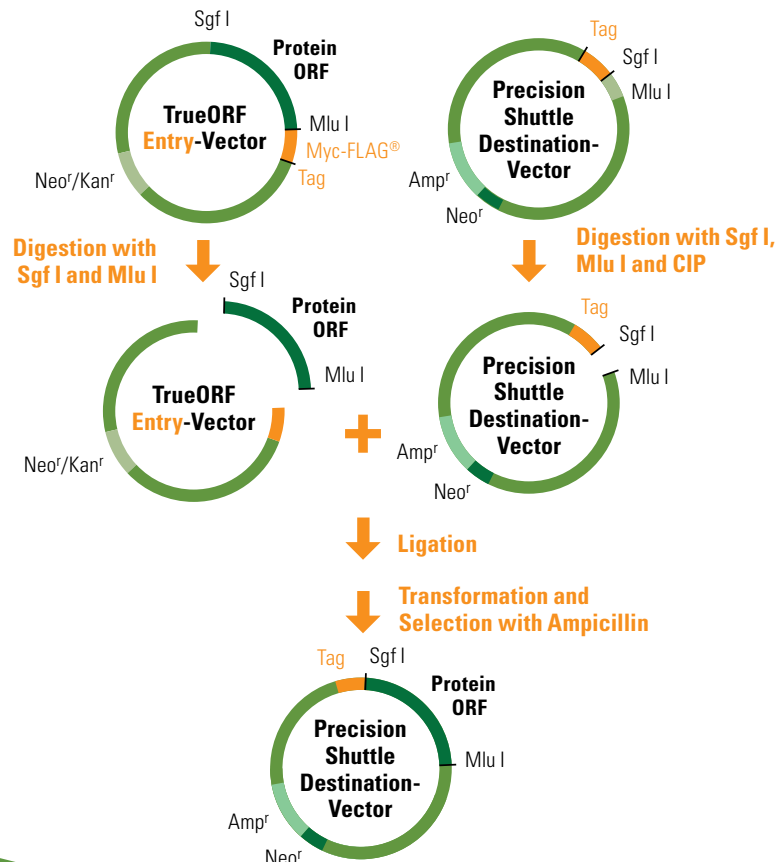 Sgf I
Protein
ORF
TrueORF
Entry-Vector
Mlu I
Myc-FLAG®
Tag
Neoʳ/Kanʳ
Tag
Sgf I
Mlu I
Precision
Shuttle
Destination-
Vector
Ampʳ
Neoʳ
Digestion with
Sgf I and Mlu I
Digestion with Sgf I,
Mlu I and CIP
Sgf I
Protein
ORF
Mlu I
TrueORF
Entry-Vector
Neoʳ/Kanʳ
+
Tag
Sgf I
Mlu I
Precision
Shuttle
Destination-
Vector
Ampʳ
Neoʳ
Ligation
Transformation and
Selection with Ampicillin
Tag
Sgf I
Protein
ORF
Mlu I
Precision
Shuttle
Destination-
Vector
Ampʳ
Neoʳ